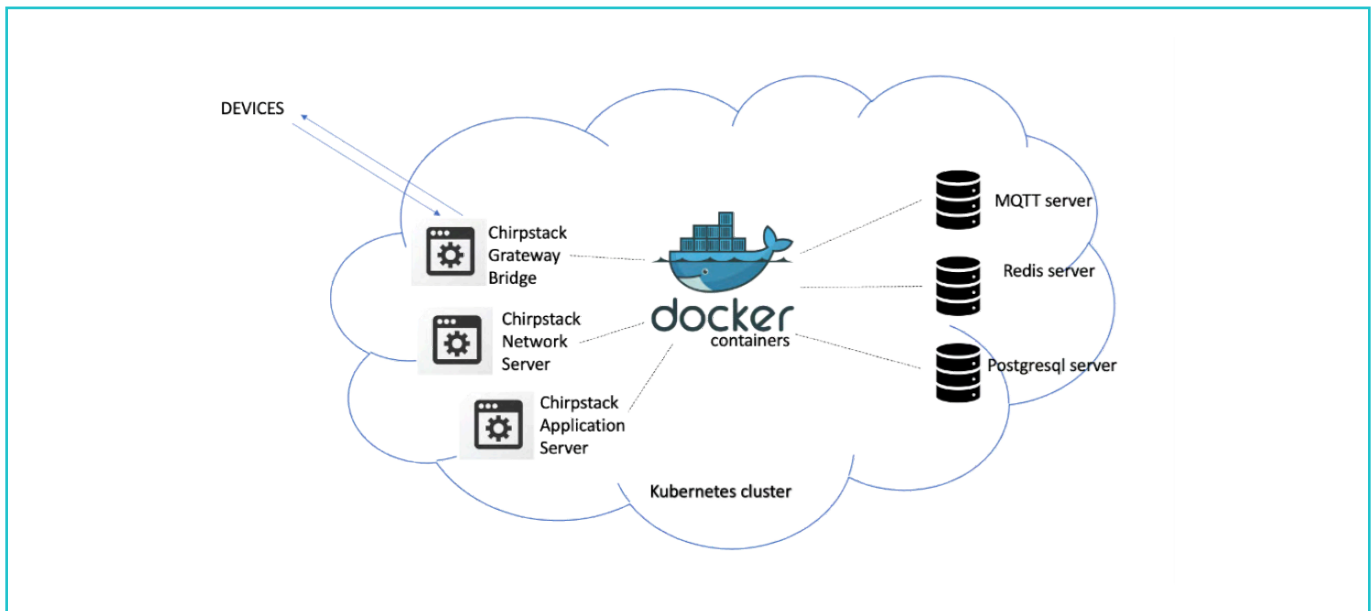 DEVICES
Chirpstack
Grateway
Bridge
Chirpstack
Network
Server
Chirpstack
Application
Server
docker
containers
MQTT server
Redis server
Postgresql server
Kubernetes cluster